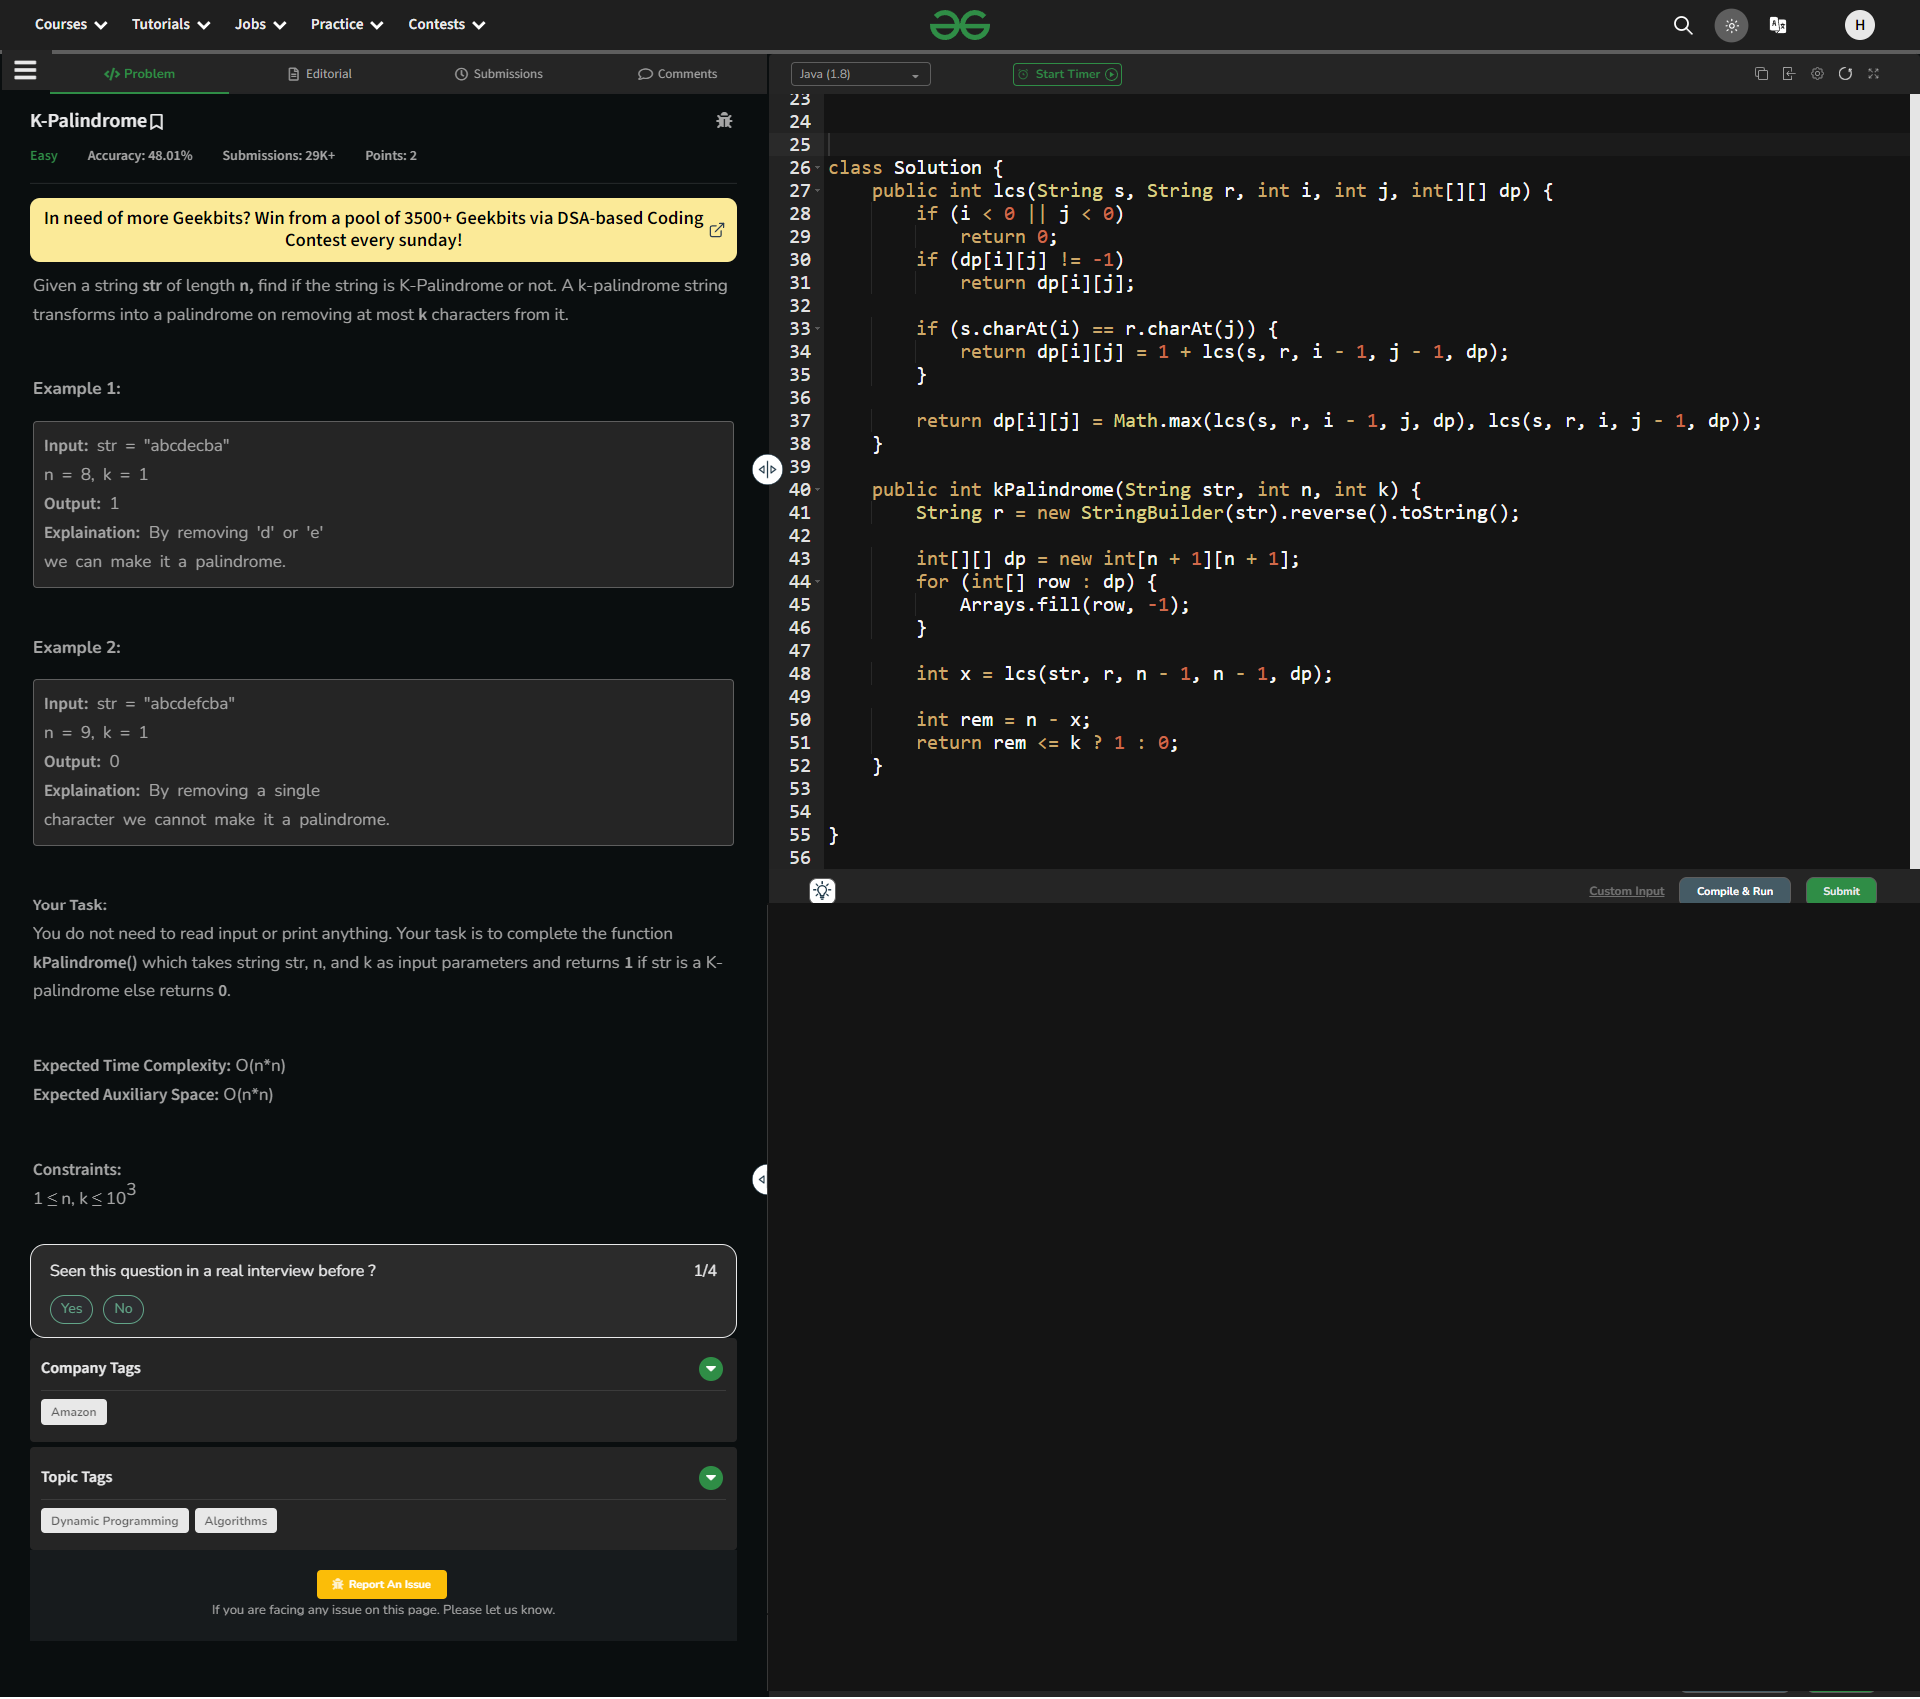 Courses Tutorials Jobs Practice Contests H
Problem Editorial Submissions Comments
K-Palindrome
Easy Accuracy: 48.01% Submissions: 29K+ Points: 2
In need of more Geekbits? Win from a pool of 3500+ Geekbits via DSA-based Coding
Contest every sunday!
Given a string str of length n, find if the string is K-Palindrome or not. A k-palindrome string
transforms into a palindrome on removing at most k characters from it.
Example 1:
Input: str = "abcdecba"
n = 8, k = 1
Output: 1
Explaination: By removing 'd' or 'e'
we can make it a palindrome.
Example 2:
Input: str = "abcdefcba"
n = 9, k = 1
Output: 0
Explaination: By removing a single
character we cannot make it a palindrome.
Your Task:
You do not need to read input or print anything. Your task is to complete the function
kPalindrome() which takes string str, n, and k as input parameters and returns 1 if str is a K-
palindrome else returns 0.
Expected Time Complexity: O(n*n)
Expected Auxiliary Space: O(n*n)
Constraints:
1 ≤ n, k ≤ 10^3
Seen this question in a real interview before ? 1/4
Yes No
Company Tags
Amazon
Topic Tags
Dynamic Programming Algorithms
Report An Issue
If you are facing any issue on this page. Please let us know.
Java (1.8) Start Timer
23
24
25
26 class Solution {
27     public int lcs(String s, String r, int i, int j, int[][] dp) {
28         if (i < 0 || j < 0)
29             return 0;
30         if (dp[i][j] != -1)
31             return dp[i][j];
32
33         if (s.charAt(i) == r.charAt(j)) {
34             return dp[i][j] = 1 + lcs(s, r, i - 1, j - 1, dp);
35         }
36
37         return dp[i][j] = Math.max(lcs(s, r, i - 1, j, dp), lcs(s, r, i, j - 1, dp));
38     }
39
40     public int kPalindrome(String str, int n, int k) {
41         String r = new StringBuilder(str).reverse().toString();
42
43         int[][] dp = new int[n + 1][n + 1];
44         for (int[] row : dp) {
45             Arrays.fill(row, -1);
46         }
47
48         int x = lcs(str, r, n - 1, n - 1, dp);
49
50         int rem = n - x;
51         return rem <= k ? 1 : 0;
52     }
53
54
55 }
56
Custom Input Compile & Run Submit